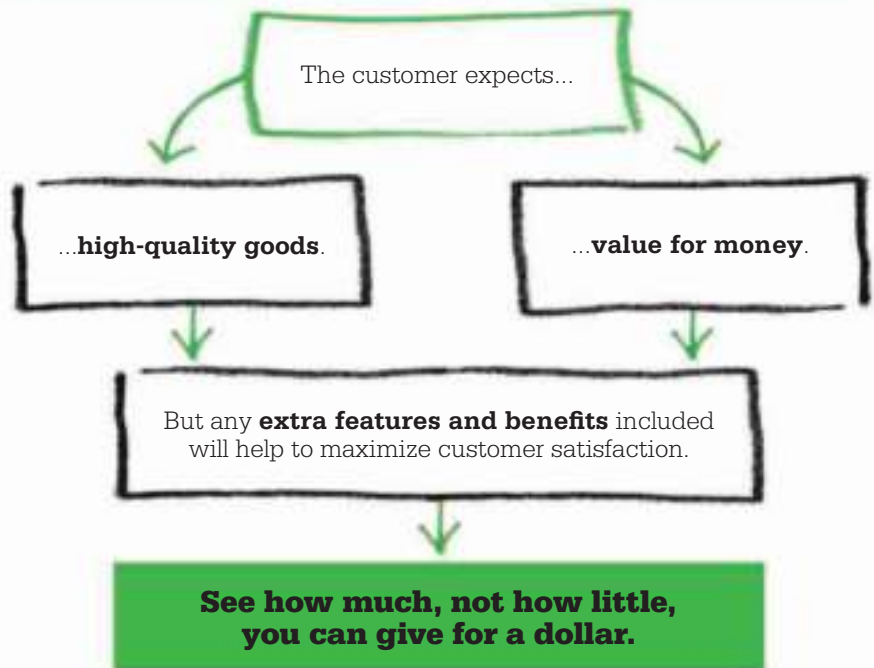 The customer expects...
...high-quality goods.
...value for money.
But any extra features and benefits included
will help to maximize customer satisfaction.
See how much, not how little,
you can give for a dollar.